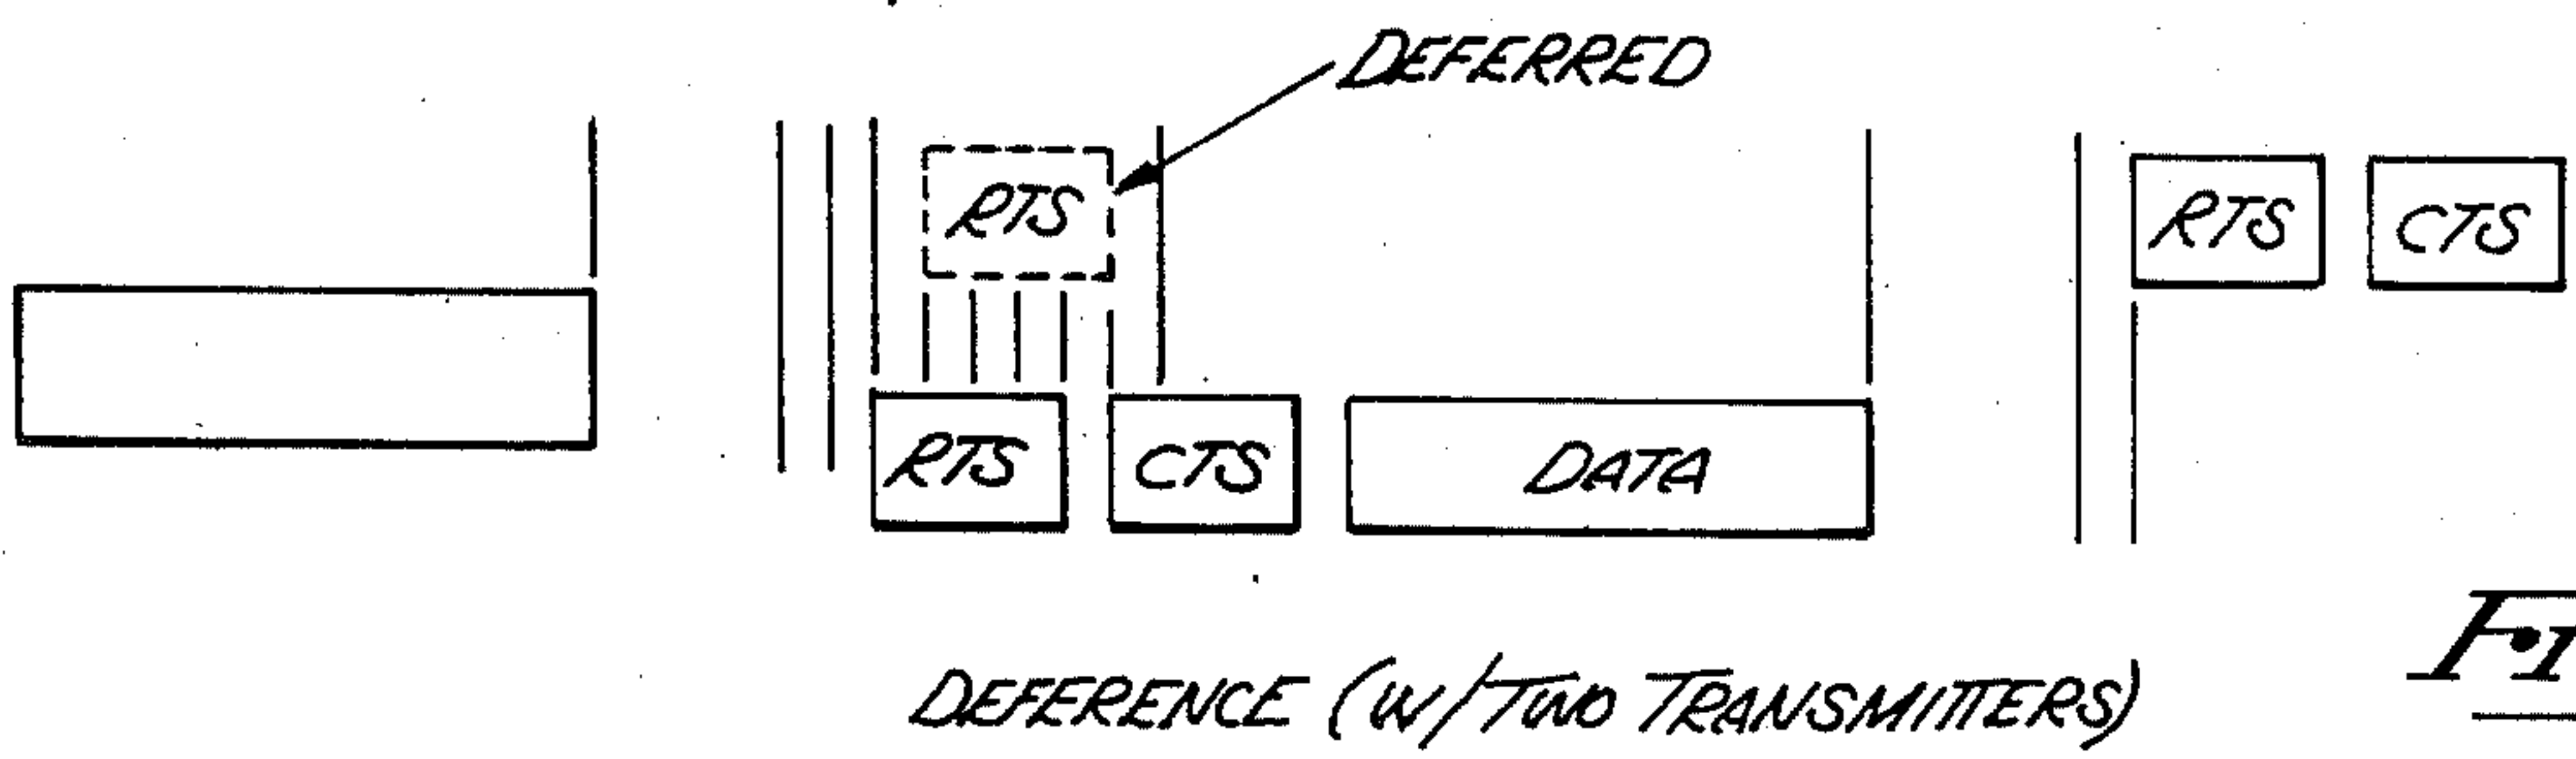 DEFERRED
RTS
RTS CTS
RTS CTS DATA
DEFERENCE (W/TWO TRANSMITTERS)